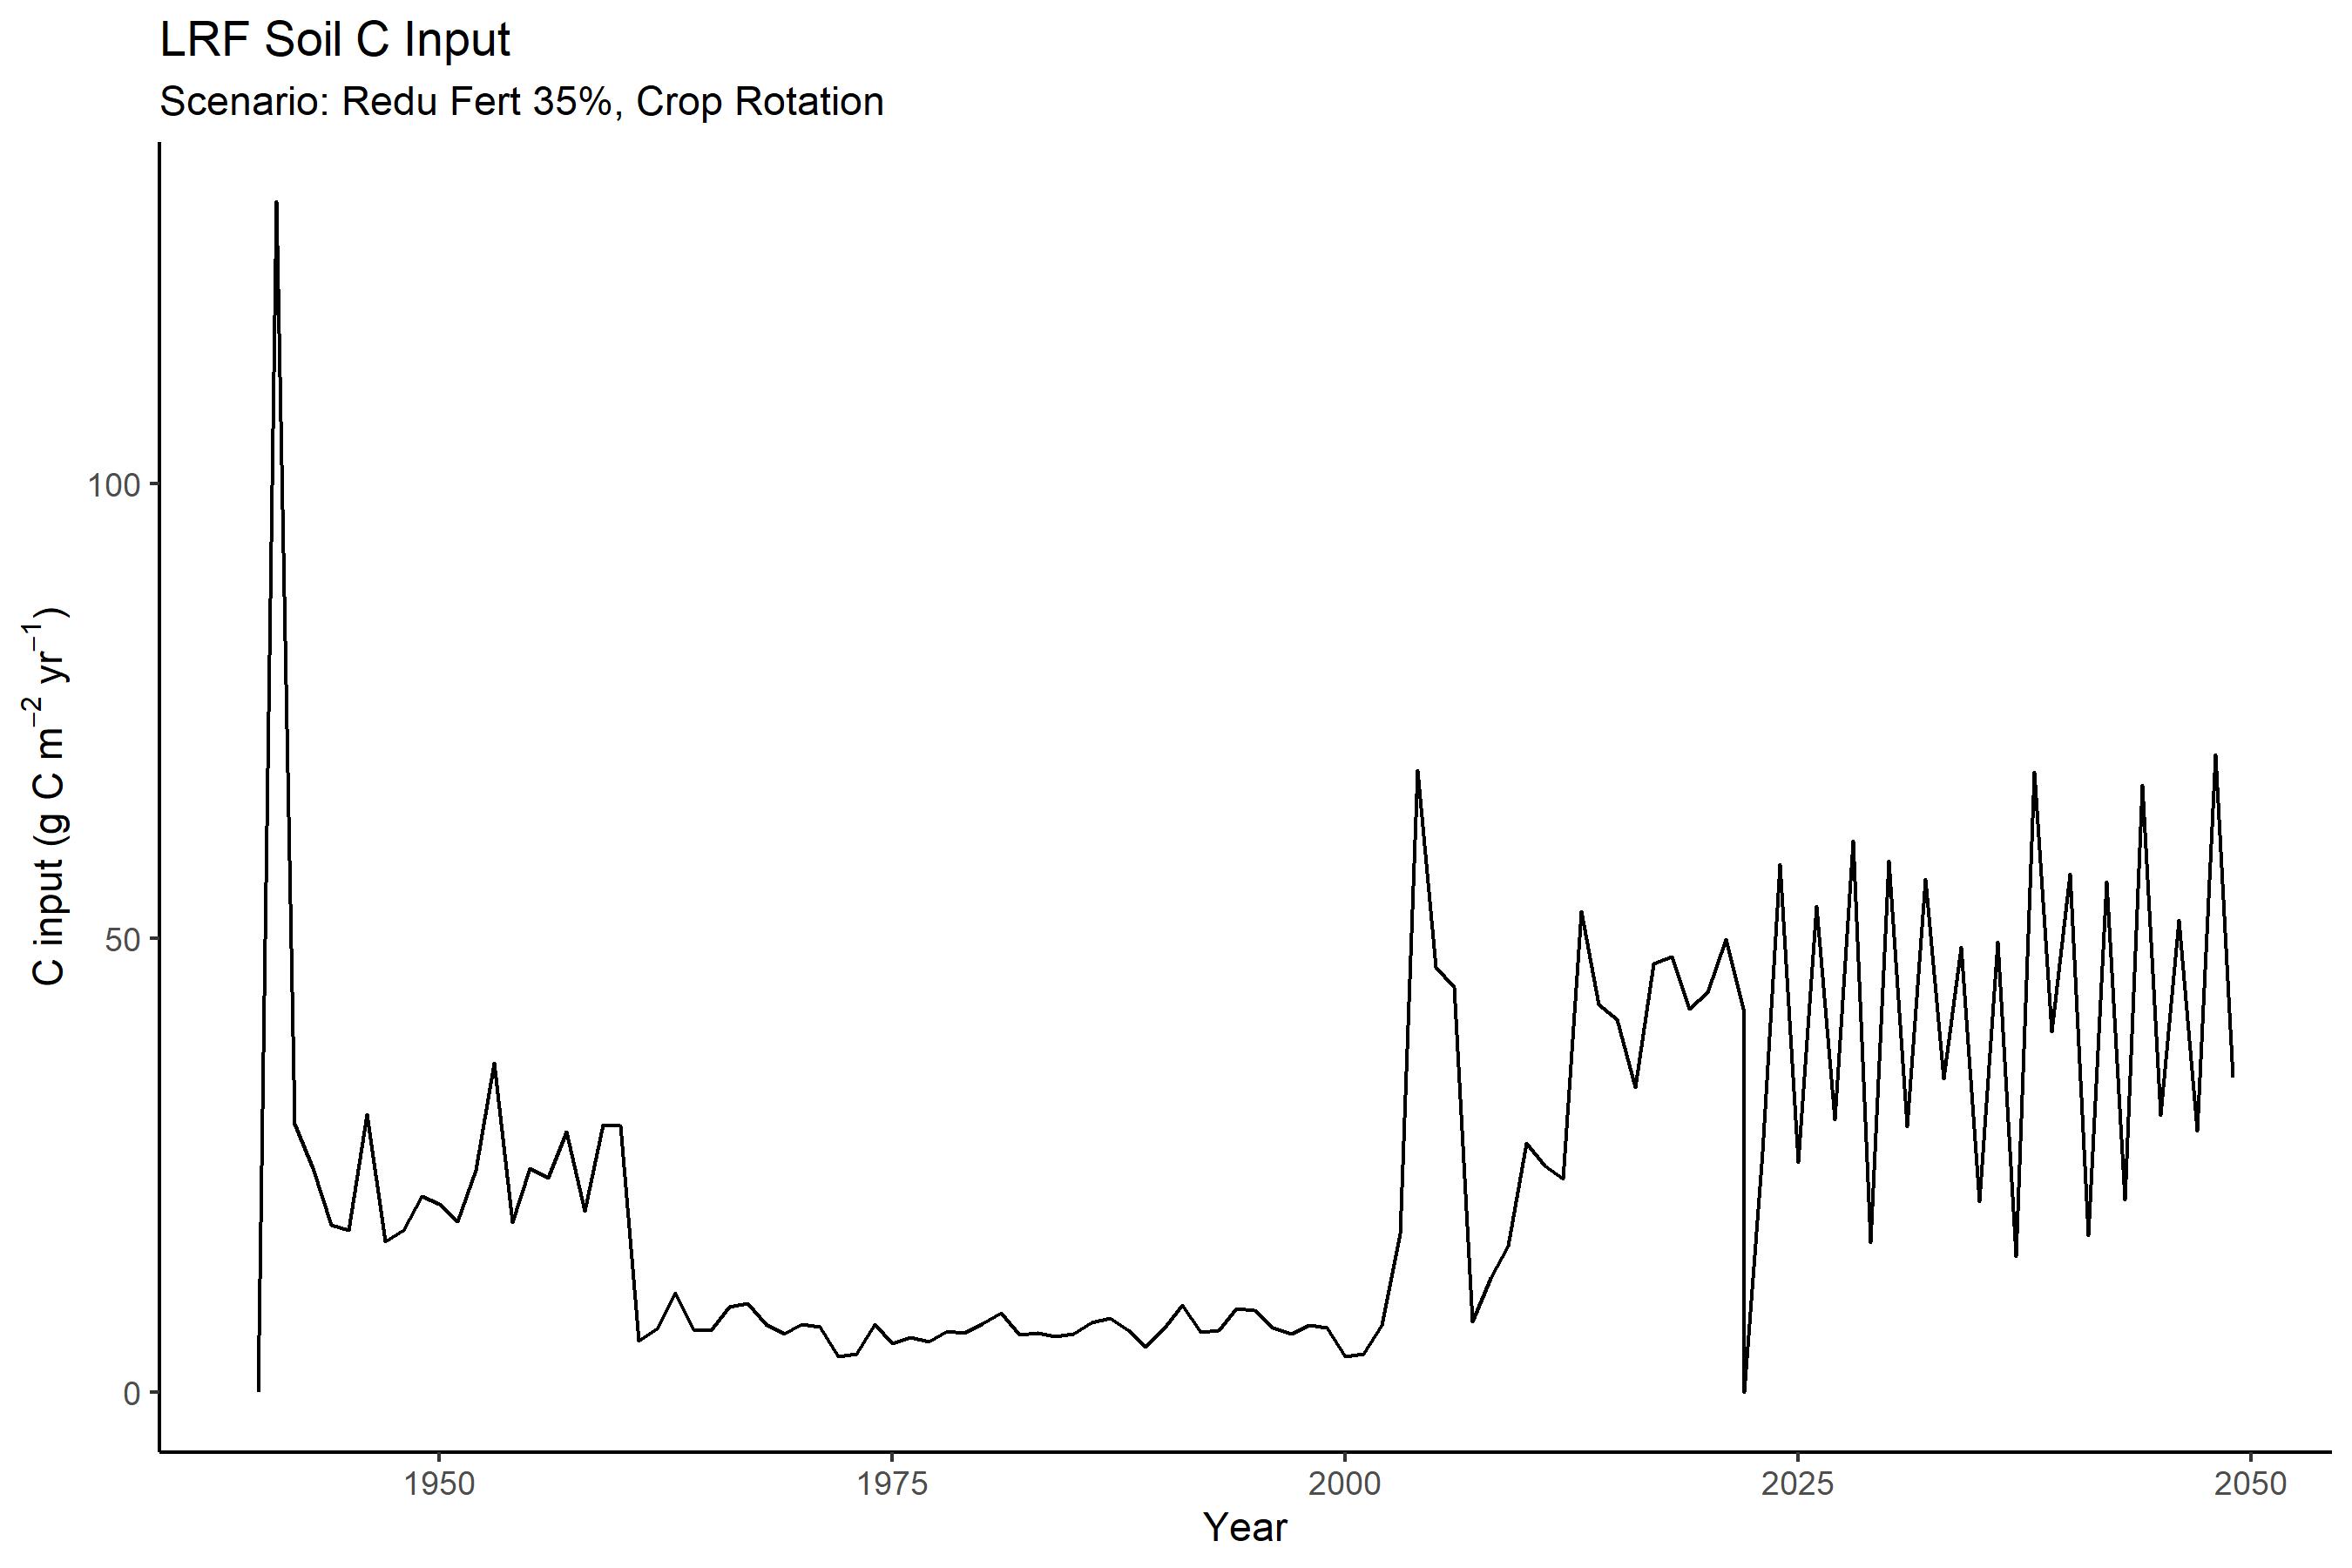 LRF Soil C Input
Scenario: Redu Fert 35%, Crop Rotation
C input (g C m⁻² yr⁻¹)
100
50
0
1950 1975 2000 2025 2050
Year